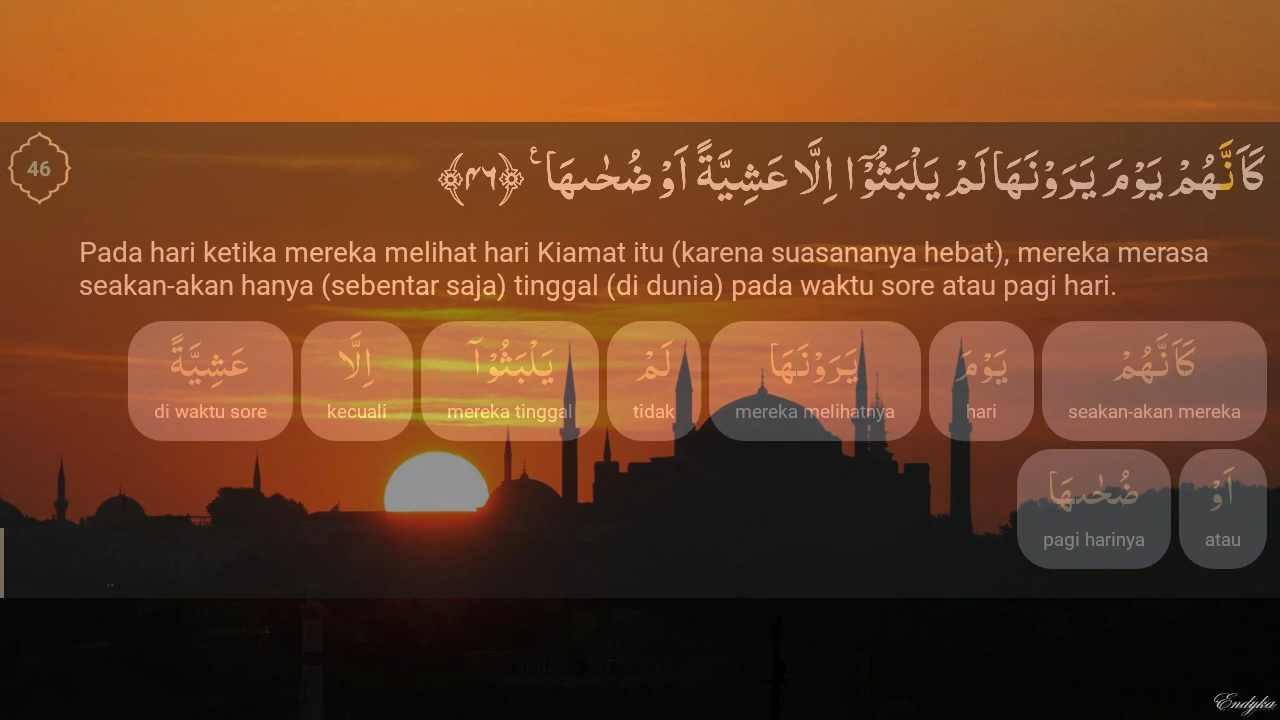 46
كَاَنَّهُمْ يَوْمَ يَرَوْنَهَا لَمْ يَلْبَثُوْٓا اِلَّا عَشِيَّةً اَوْ ضُحٰىهَا ࣖ ﴿٤٦﴾
Pada hari ketika mereka melihat hari Kiamat itu (karena suasananya hebat), mereka merasa
seakan-akan hanya (sebentar saja) tinggal (di dunia) pada waktu sore atau pagi hari.
كَاَنَّهُمْ يَوْمَ يَرَوْنَهَا لَمْ يَلْبَثُوْٓا اِلَّا عَشِيَّةً
seakan-akan mereka hari mereka melihatnya tidak mereka tinggal kecuali di waktu sore
اَوْ ضُحٰىهَا
atau pagi harinya
Endyka